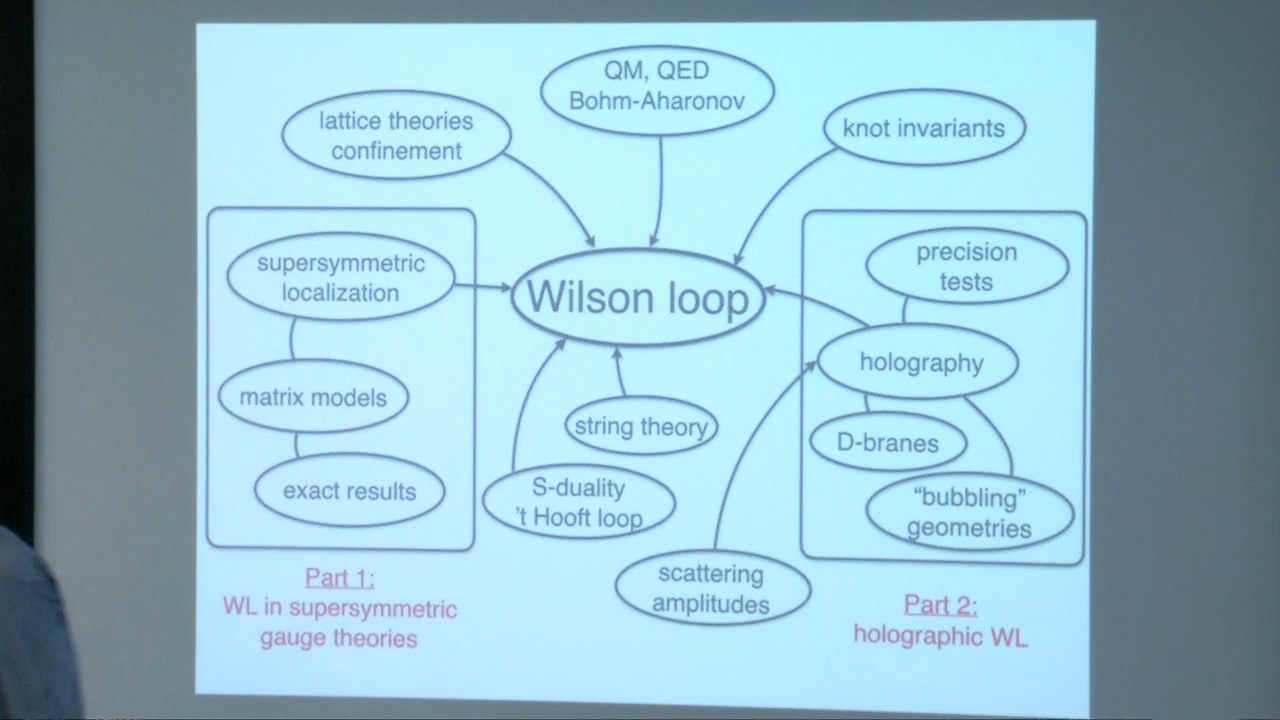 QM, QED
Bohm-Aharonov
lattice theories
confinement
knot invariants
supersymmetric
localization
Wilson loop
precision
tests
holography
matrix models
string theory
D-branes
exact results
S-duality
't Hooft loop
“bubbling”
geometries
scattering
amplitudes
Part 1:
WL in supersymmetric
gauge theories
Part 2:
holographic WL